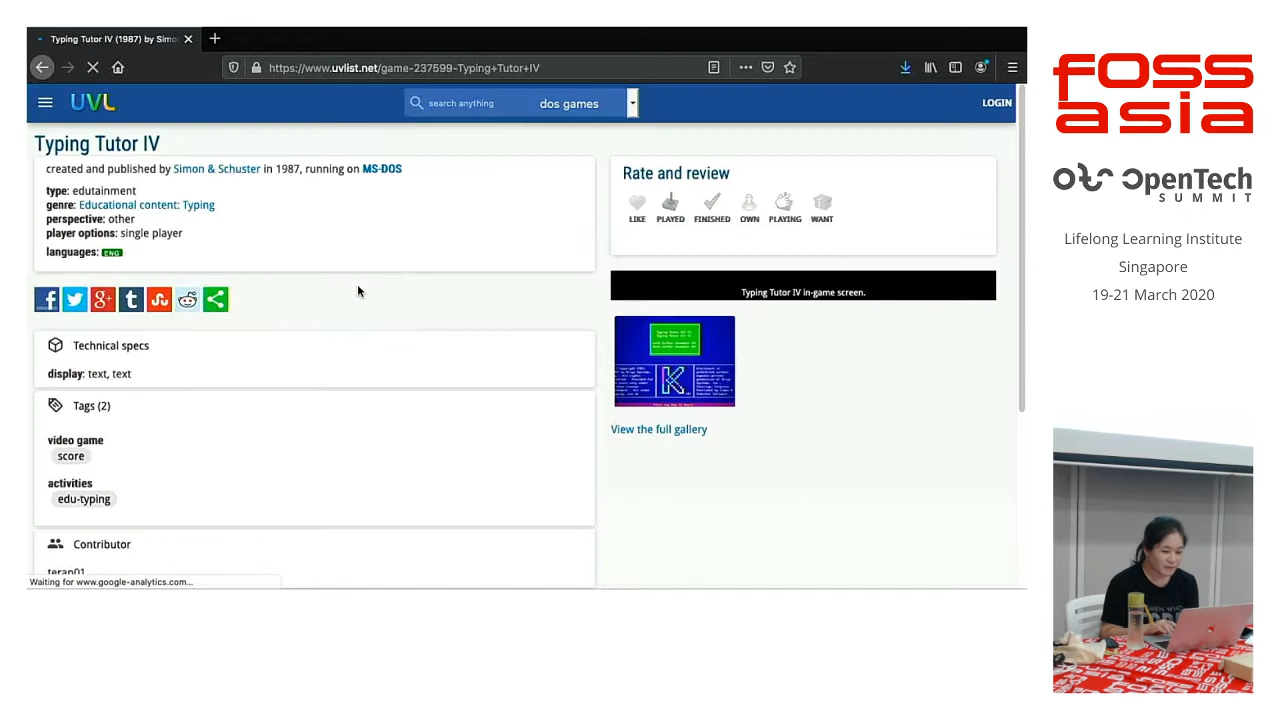 Typing Tutor IV (1987) by Simo
https://www.uvlist.net/game-237599-Typing+Tutor+IV
UVL
search anything
dos games
LOGIN
Typing Tutor IV
created and published by Simon & Schuster in 1987, running on MS-DOS
type: edutainment
genre: Educational content: Typing
perspective: other
player options: single player
languages: ENG
Technical specs
display: text, text
Tags (2)
video game
score
activities
edu-typing
Contributor
teran01
Waiting for www.google-analytics.com...
Rate and review
LIKE PLAYED FINISHED OWN PLAYING WANT
Typing Tutor IV in-game screen.
K
View the full gallery
FOSS
asia
OpenTech
SUMMIT
Lifelong Learning Institute
Singapore
19-21 March 2020